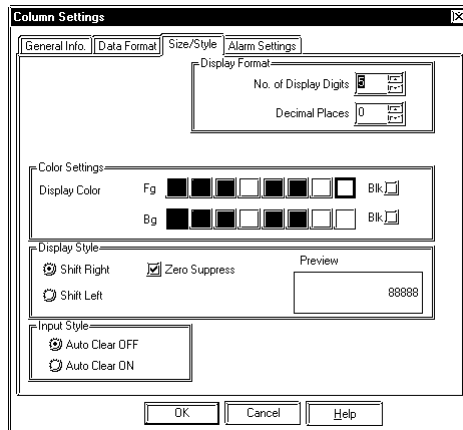 Column Settings
General Info. Data Format Size/Style Alarm Settings
Display Format
No. of Display Digits 5
Decimal Places 0
Color Settings
Display Color Fg Blk
Bg Blk
Display Style
Shift Right Zero Suppress Preview
Shift Left 88888
Input Style
Auto Clear OFF
Auto Clear ON
OK Cancel Help